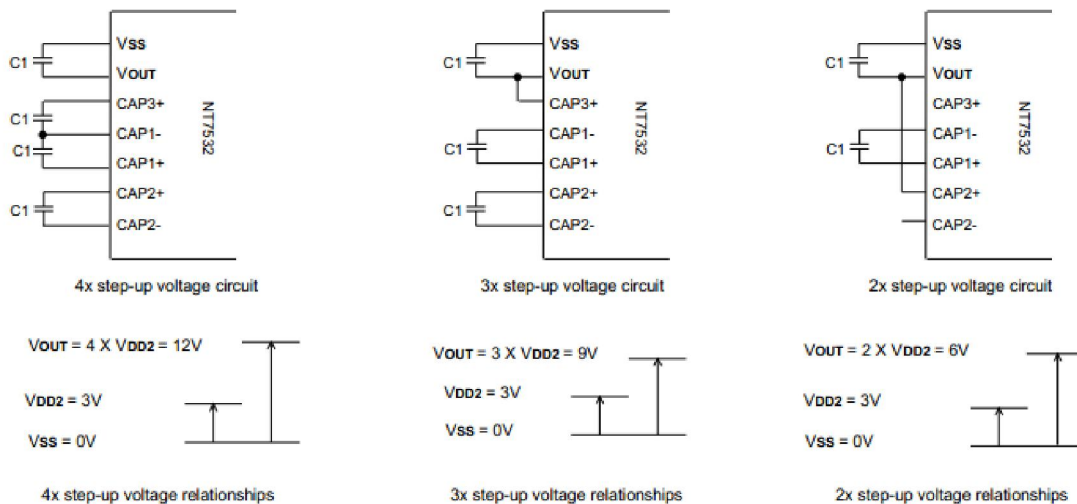 VSS
C1
VOUT
CAP3+
C1
CAP1-
C1
CAP1+
CAP2+
C1
CAP2-
NT7532
4x step-up voltage circuit
VSS
C1
VOUT
CAP3+
CAP1-
C1
CAP1+
CAP2+
C1
CAP2-
NT7532
3x step-up voltage circuit
VSS
C1
VOUT
CAP3+
CAP1-
C1
CAP1+
CAP2+
CAP2-
NT7532
2x step-up voltage circuit
VOUT = 4 X VDD2 = 12V
VDD2 = 3V
VSS = 0V
4x step-up voltage relationships
VOUT = 3 X VDD2 = 9V
VDD2 = 3V
VSS = 0V
3x step-up voltage relationships
VOUT = 2 X VDD2 = 6V
VDD2 = 3V
VSS = 0V
2x step-up voltage relationships